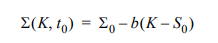 Σ(K, t₀) = Σ₀ – b(K – S₀)